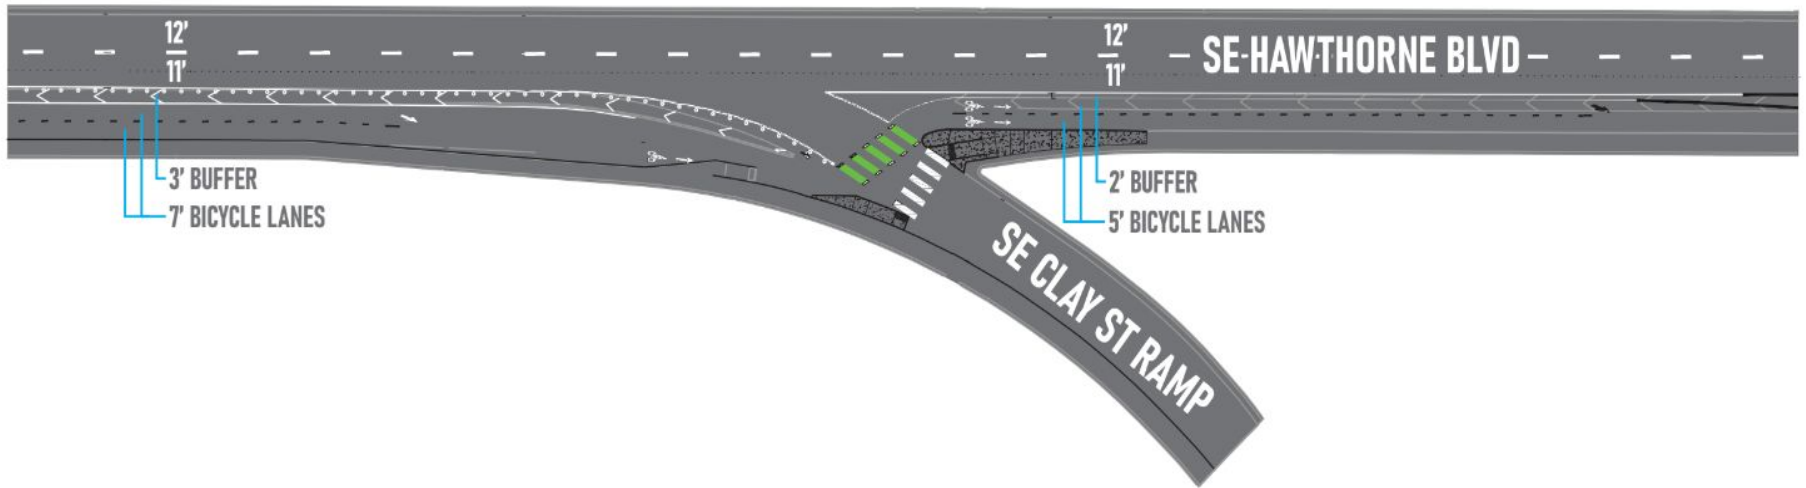 12'
11'
12'
11'
SE HAWTHORNE BLVD
3' BUFFER
7' BICYCLE LANES
2' BUFFER
5' BICYCLE LANES
SE CLAY ST RAMP